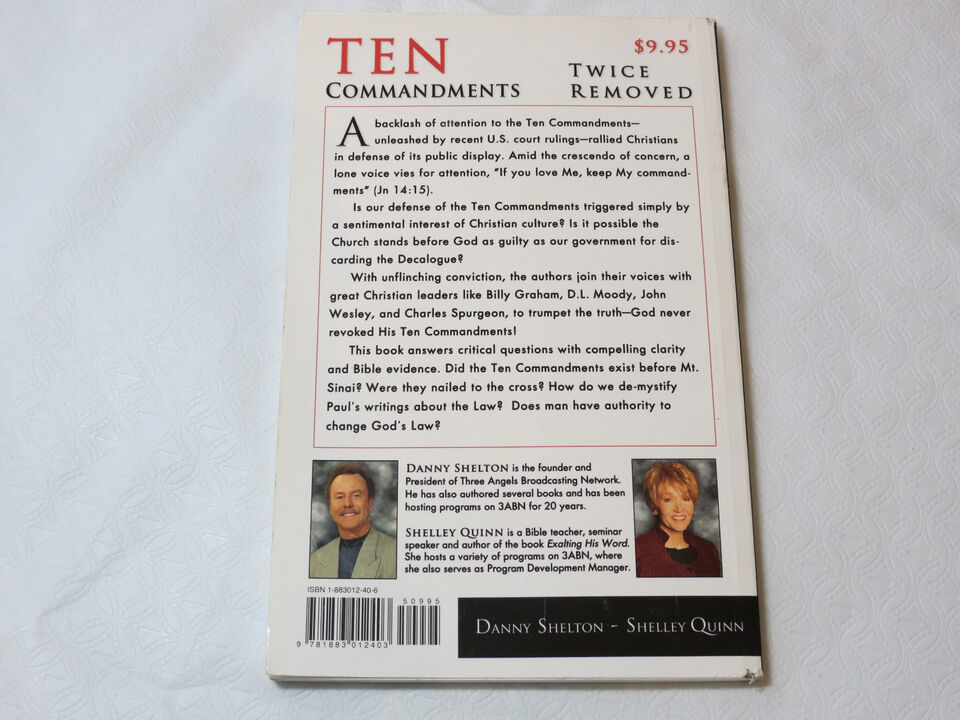 TEN
COMMANDMENTS
$9.95
TWICE
REMOVED
A backlash of attention to the Ten Commandments—
unleashed by recent U.S. court rulings—rallied Christians
in defense of its public display. Amid the crescendo of concern, a
lone voice vies for attention, "If you love Me, keep My command-
ments" (Jn 14:15).
Is our defense of the Ten Commandments triggered simply by
a sentimental interest of Christian culture? Is it possible the
Church stands before God as guilty as our government for dis-
carding the Decalogue?
With unflinching conviction, the authors join their voices with
great Christian leaders like Billy Graham, D.L. Moody, John
Wesley, and Charles Spurgeon, to trumpet the truth—God never
revoked His Ten Commandments!
This book answers critical questions with compelling clarity
and Bible evidence. Did the Ten Commandments exist before Mt.
Sinai? Were they nailed to the cross? How do we de-mystify
Paul's writings about the Law? Does man have authority to
change God's Law?
DANNY SHELTON is the founder and
President of Three Angels Broadcasting Network.
He has also authored several books and has been
hosting programs on 3ABN for 20 years.
SHELLEY QUINN is a Bible teacher, seminar
speaker and author of the book Exalting His Word.
She hosts a variety of programs on 3ABN, where
she also serves as Program Development Manager.
ISBN 1-883012-40-6
50995
9 781883 012403
DANNY SHELTON - SHELLEY QUINN